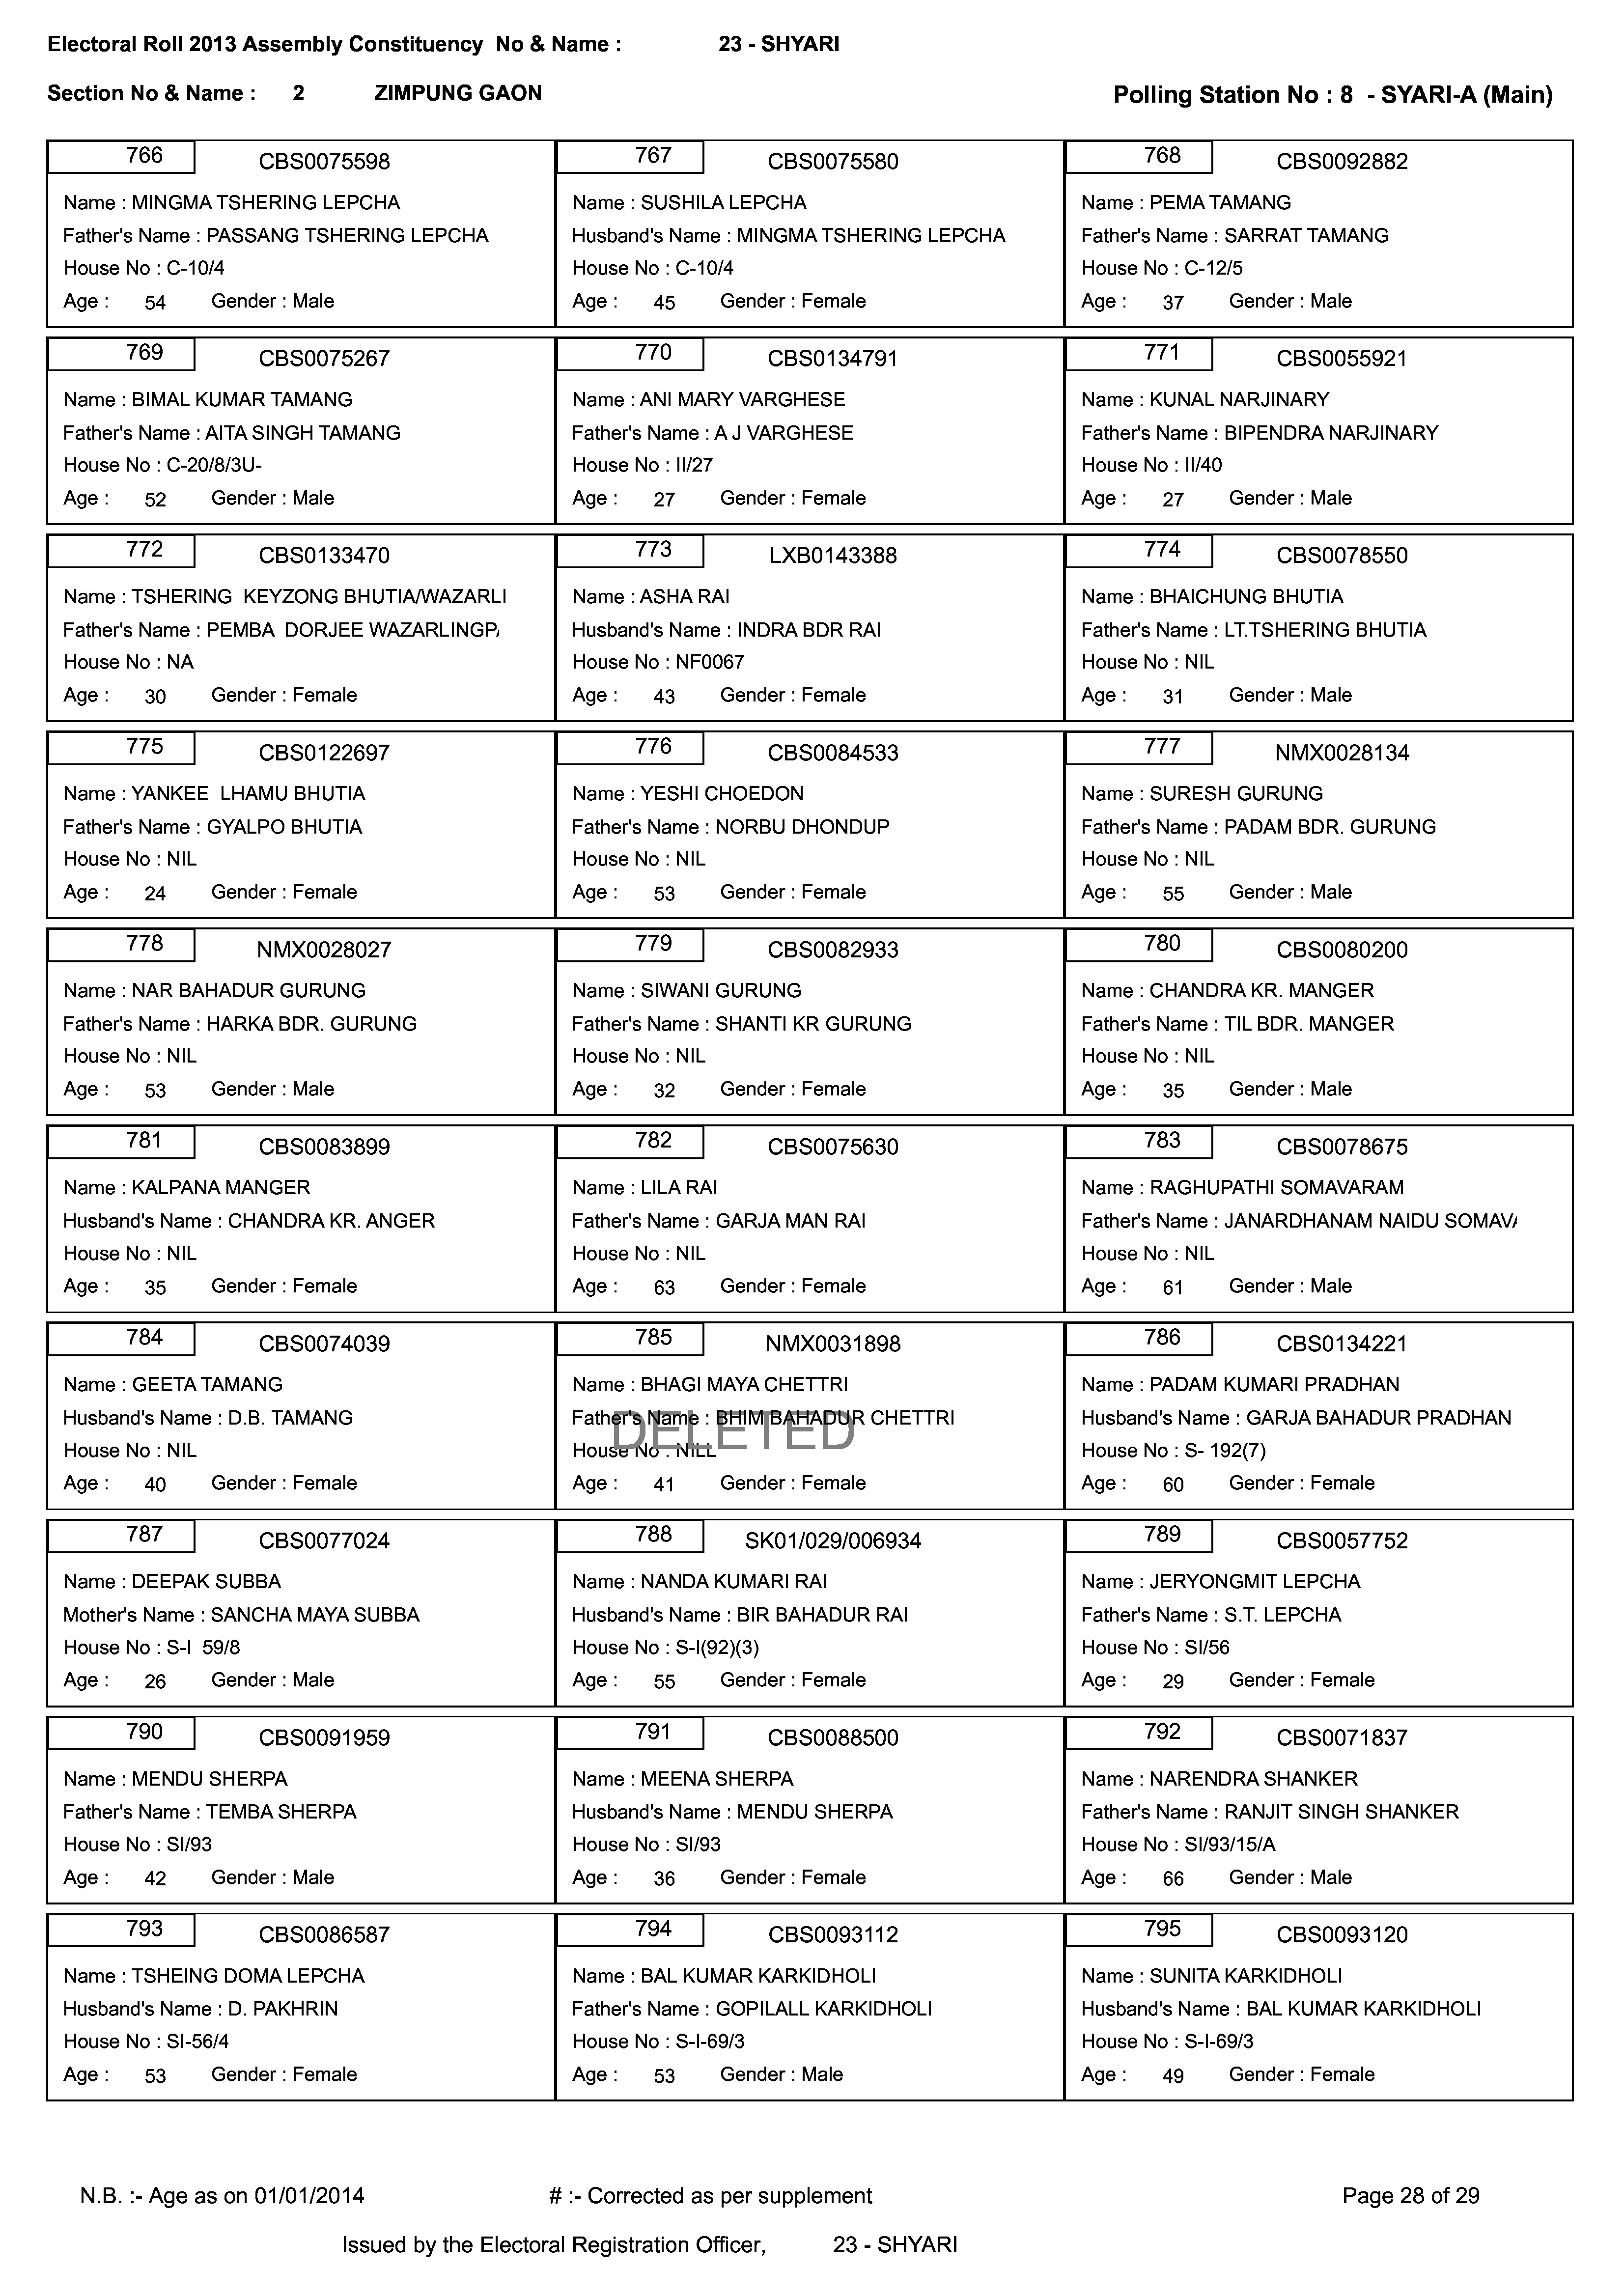 Electoral Roll 2013 Assembly Constituency No & Name : 23 - SHYARI
Section No & Name : 2 ZIMPUNG GAON Polling Station No : 8 - SYARI-A (Main)
766 CBS0075598
Name : MINGMA TSHERING LEPCHA
Father's Name : PASSANG TSHERING LEPCHA
House No : C-10/4
Age : 54 Gender : Male
767 CBS0075580
Name : SUSHILA LEPCHA
Husband's Name : MINGMA TSHERING LEPCHA
House No : C-10/4
Age : 45 Gender : Female
768 CBS0092882
Name : PEMA TAMANG
Father's Name : SARRAT TAMANG
House No : C-12/5
Age : 37 Gender : Male
769 CBS0075267
Name : BIMAL KUMAR TAMANG
Father's Name : AITA SINGH TAMANG
House No : C-20/8/3U-
Age : 52 Gender : Male
770 CBS0134791
Name : ANI MARY VARGHESE
Father's Name : A J VARGHESE
House No : II/27
Age : 27 Gender : Female
771 CBS0055921
Name : KUNAL NARJINARY
Father's Name : BIPENDRA NARJINARY
House No : II/40
Age : 27 Gender : Male
772 CBS0133470
Name : TSHERING KEYZONG BHUTIA/WAZARLI
Father's Name : PEMBA DORJEE WAZARLINGP
House No : NA
Age : 30 Gender : Female
773 LXB0143388
Name : ASHA RAI
Husband's Name : INDRA BDR RAI
House No : NF0067
Age : 43 Gender : Female
774 CBS0078550
Name : BHAICHUNG BHUTIA
Father's Name : LT.TSHERING BHUTIA
House No : NIL
Age : 31 Gender : Male
775 CBS0122697
Name : YANKEE LHAMU BHUTIA
Father's Name : GYALPO BHUTIA
House No : NIL
Age : 24 Gender : Female
776 CBS0084533
Name : YESHI CHOEDON
Father's Name : NORBU DHONDUP
House No : NIL
Age : 53 Gender : Female
777 NMX0028134
Name : SURESH GURUNG
Father's Name : PADAM BDR. GURUNG
House No : NIL
Age : 55 Gender : Male
778 NMX0028027
Name : NAR BAHADUR GURUNG
Father's Name : HARKA BDR. GURUNG
House No : NIL
Age : 53 Gender : Male
779 CBS0082933
Name : SIWANI GURUNG
Father's Name : SHANTI KR GURUNG
House No : NIL
Age : 32 Gender : Female
780 CBS0080200
Name : CHANDRA KR. MANGER
Father's Name : TIL BDR. MANGER
House No : NIL
Age : 35 Gender : Male
781 CBS0083899
Name : KALPANA MANGER
Husband's Name : CHANDRA KR. ANGER
House No : NIL
Age : 35 Gender : Female
782 CBS0075630
Name : LILA RAI
Father's Name : GARJA MAN RAI
House No : NIL
Age : 63 Gender : Female
783 CBS0078675
Name : RAGHUPATHI SOMAVARAM
Father's Name : JANARDHANAM NAIDU SOMAV
House No : NIL
Age : 61 Gender : Male
784 CBS0074039
Name : GEETA TAMANG
Husband's Name : D.B. TAMANG
House No : NIL
Age : 40 Gender : Female
785 NMX0031898
Name : BHAGI MAYA CHETTRI
Father's Name : BHIM BAHADUR CHETTRI
DELETED
House No : NILL
Age : 41 Gender : Female
786 CBS0134221
Name : PADAM KUMARI PRADHAN
Husband's Name : GARJA BAHADUR PRADHAN
House No : S- 192(7)
Age : 60 Gender : Female
787 CBS0077024
Name : DEEPAK SUBBA
Mother's Name : SANCHA MAYA SUBBA
House No : S-I 59/8
Age : 26 Gender : Male
788 SK01/029/006934
Name : NANDA KUMARI RAI
Husband's Name : BIR BAHADUR RAI
House No : S-I(92)(3)
Age : 55 Gender : Female
789 CBS0057752
Name : JERYONGMIT LEPCHA
Father's Name : S.T. LEPCHA
House No : SI/56
Age : 29 Gender : Female
790 CBS0091959
Name : MENDU SHERPA
Father's Name : TEMBA SHERPA
House No : SI/93
Age : 42 Gender : Male
791 CBS0088500
Name : MEENA SHERPA
Husband's Name : MENDU SHERPA
House No : SI/93
Age : 36 Gender : Female
792 CBS0071837
Name : NARENDRA SHANKER
Father's Name : RANJIT SINGH SHANKER
House No : SI/93/15/A
Age : 66 Gender : Male
793 CBS0086587
Name : TSHEING DOMA LEPCHA
Husband's Name : D. PAKHRIN
House No : SI-56/4
Age : 53 Gender : Female
794 CBS0093112
Name : BAL KUMAR KARKIDHOLI
Father's Name : GOPILALL KARKIDHOLI
House No : S-I-69/3
Age : 53 Gender : Male
795 CBS0093120
Name : SUNITA KARKIDHOLI
Husband's Name : BAL KUMAR KARKIDHOLI
House No : S-I-69/3
Age : 49 Gender : Female
N.B. :- Age as on 01/01/2014 # :- Corrected as per supplement Page 28 of 29
Issued by the Electoral Registration Officer, 23 - SHYARI